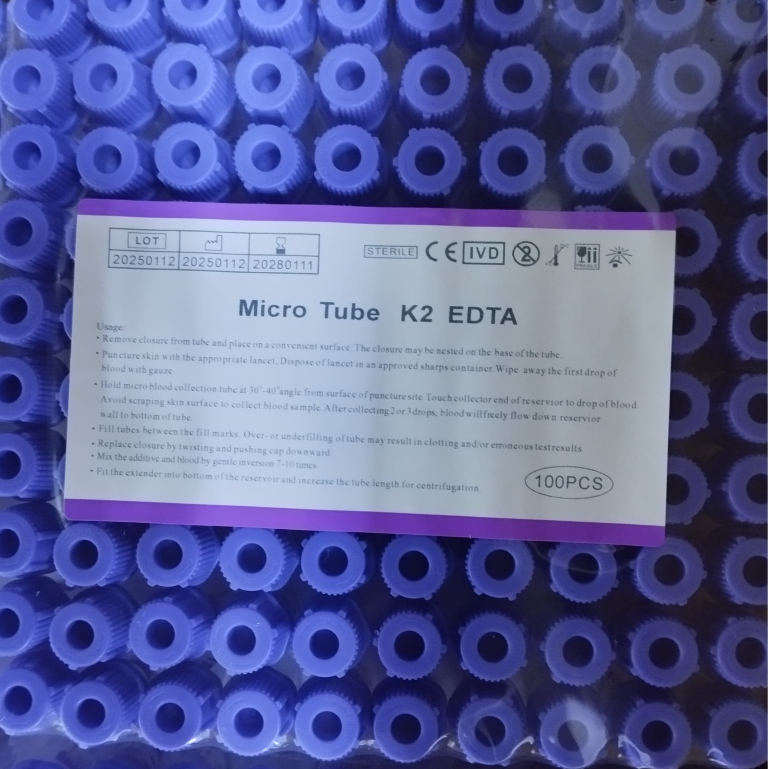 LOT
20250112 20250112 20280111
STERILE CE IVD 2
Micro Tube K2 EDTA
Usage:
• Remove closure from tube and place on a convenient surface. The closure may be nested on the base of the tube.
• Puncture skin with the appropriate lancet, Dispose of lancet in an approved sharps container. Wipe away the first drop of
blood with gauze.
• Hold micro blood collection tube at 30°-40°angle from surface of puncture site. Touch collector end of reservior to drop of blood.
Avoid scraping skin surface to collect blood sample. After collecting 2 or 3 drops, blood will freely flow down reservior
wall to bottom of tube.
• Fill tubes between the fill marks. Over- or underfilling of tube may result in clotting and/or erroneous test results.
• Replace closure by twisting and pushing cap downward.
• Mix the additive and blood by gentle inversion 7-10 times.
• Fit the extender into bottom of the reservoir and increase the tube length for centrifugation.
100PCS